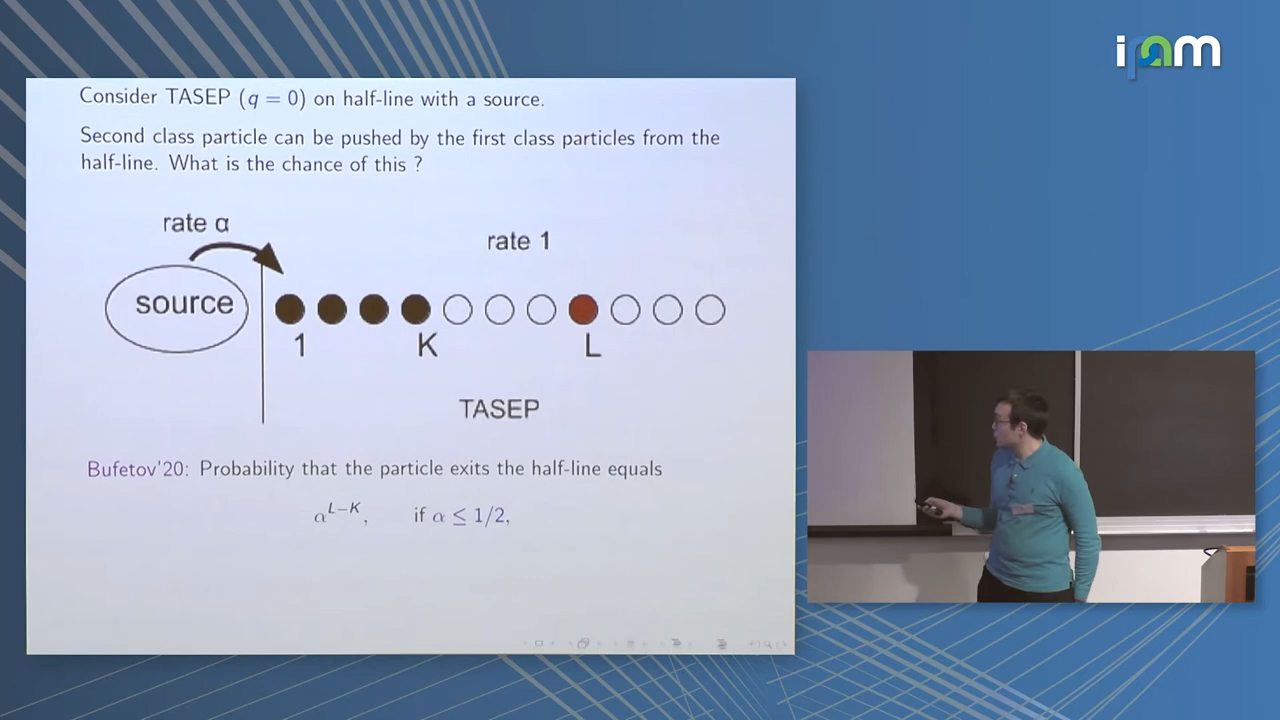 ipam
Consider TASEP (q = 0) on half-line with a source.
Second class particle can be pushed by the first class particles from the
half-line. What is the chance of this ?
rate α
rate 1
source
1 K L
TASEP
Bufetov'20: Probability that the particle exits the half-line equals
α^{L−K}, if α ≤ 1/2,